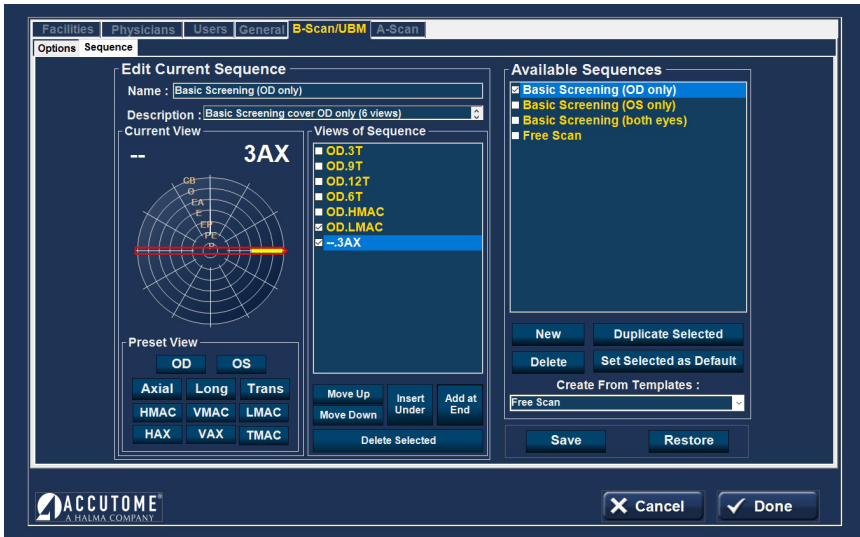 Facilities Physicians Users General B-Scan/UBM A-Scan
Options Sequence
Edit Current Sequence
Name : Basic Screening (OD only)
Description : Basic Screening cover OD only (6 views)
Current View
-- 3AX
CB
O
EA
E
EP
PE
P
Preset View
OD OS
Axial Long Trans
HMAC VMAC LMAC
HAX VAX TMAC
Views of Sequence
OD.3T
OD.9T
OD.12T
OD.6T
OD.HMAC
OD.LMAC
--.3AX
Move Up
Move Down
Insert
Under
Add at
End
Delete Selected
Available Sequences
Basic Screening (OD only)
Basic Screening (OS only)
Basic Screening (both eyes)
Free Scan
New Duplicate Selected
Delete Set Selected as Default
Create From Templates :
Free Scan
Save Restore
ACCUTOME®
A HALMA COMPANY
Cancel Done